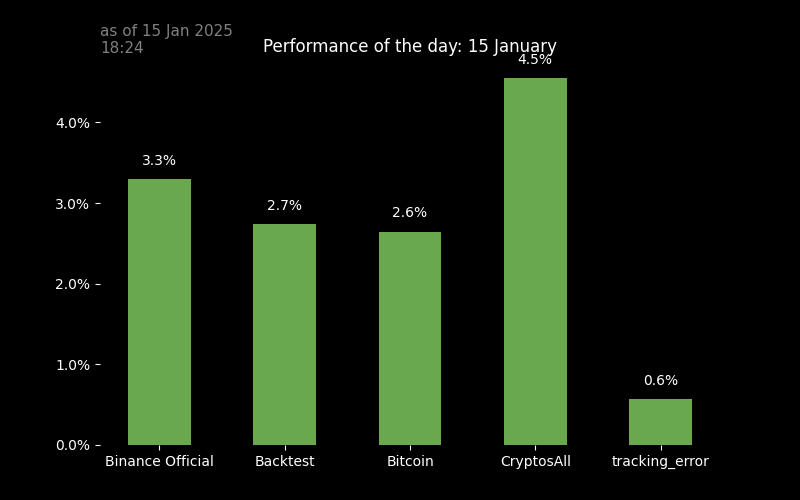 as of 15 Jan 2025
18:24
Performance of the day: 15 January
4.5%
4.0%
3.3%
3.0%
2.7%
2.6%
2.0%
1.0%
0.6%
0.0%
Binance Official
Backtest
Bitcoin
CryptosAll
tracking_error